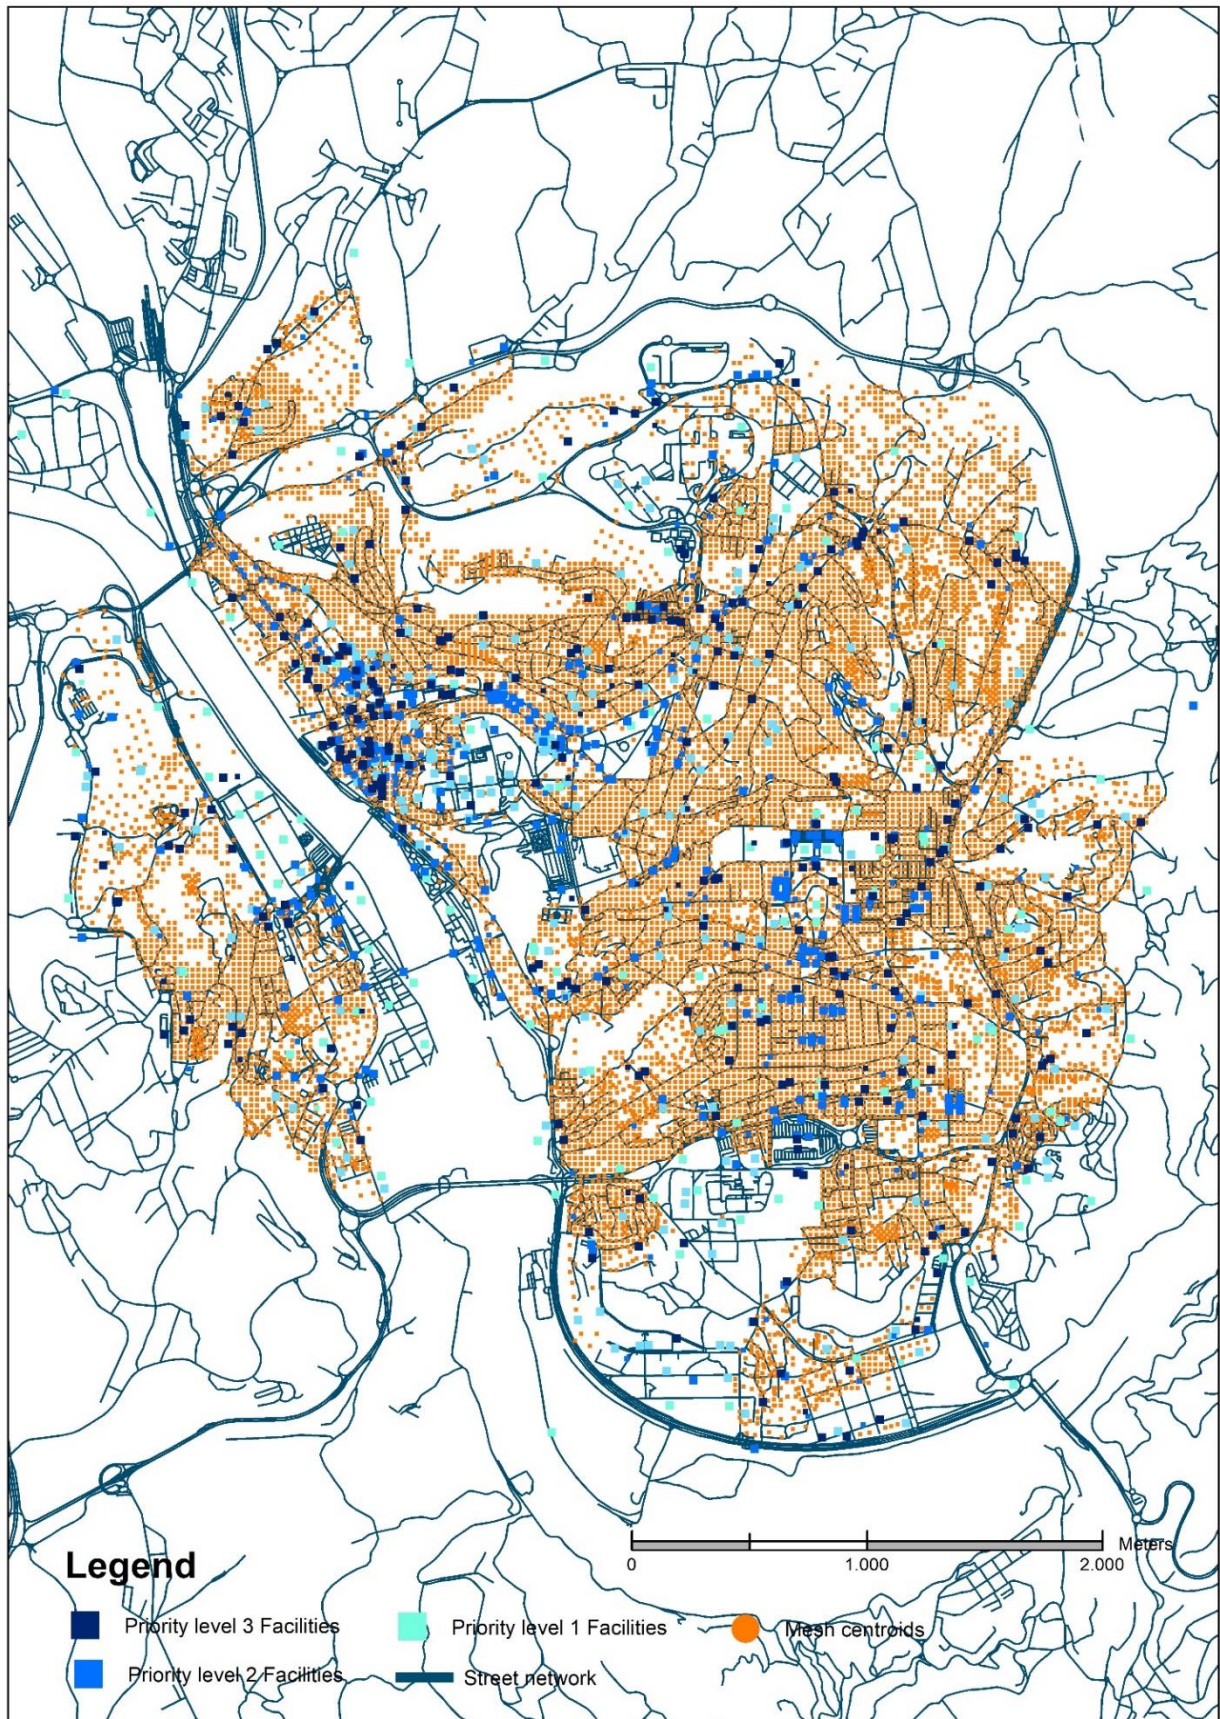 Meters
0 1.000 2.000
Legend
Priority level 3 Facilities Priority level 1 Facilities Mesh centroids
Priority level 2 Facilities Street network